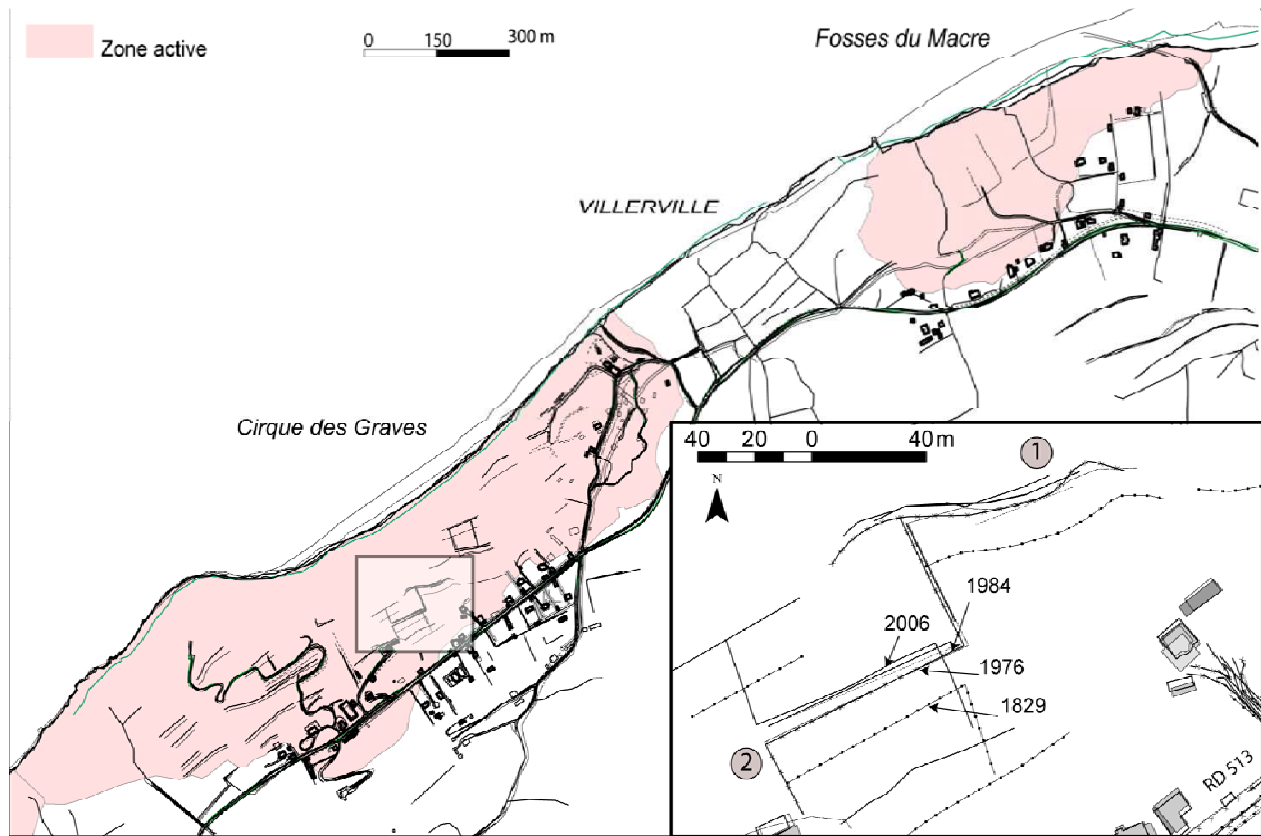 Zone active
0 150 300 m
Fosses du Macre
VILLERVILLE
Cirque des Graves
40 20 0 40 m
N
1
1984
2006
1976
1829
2
RD 513